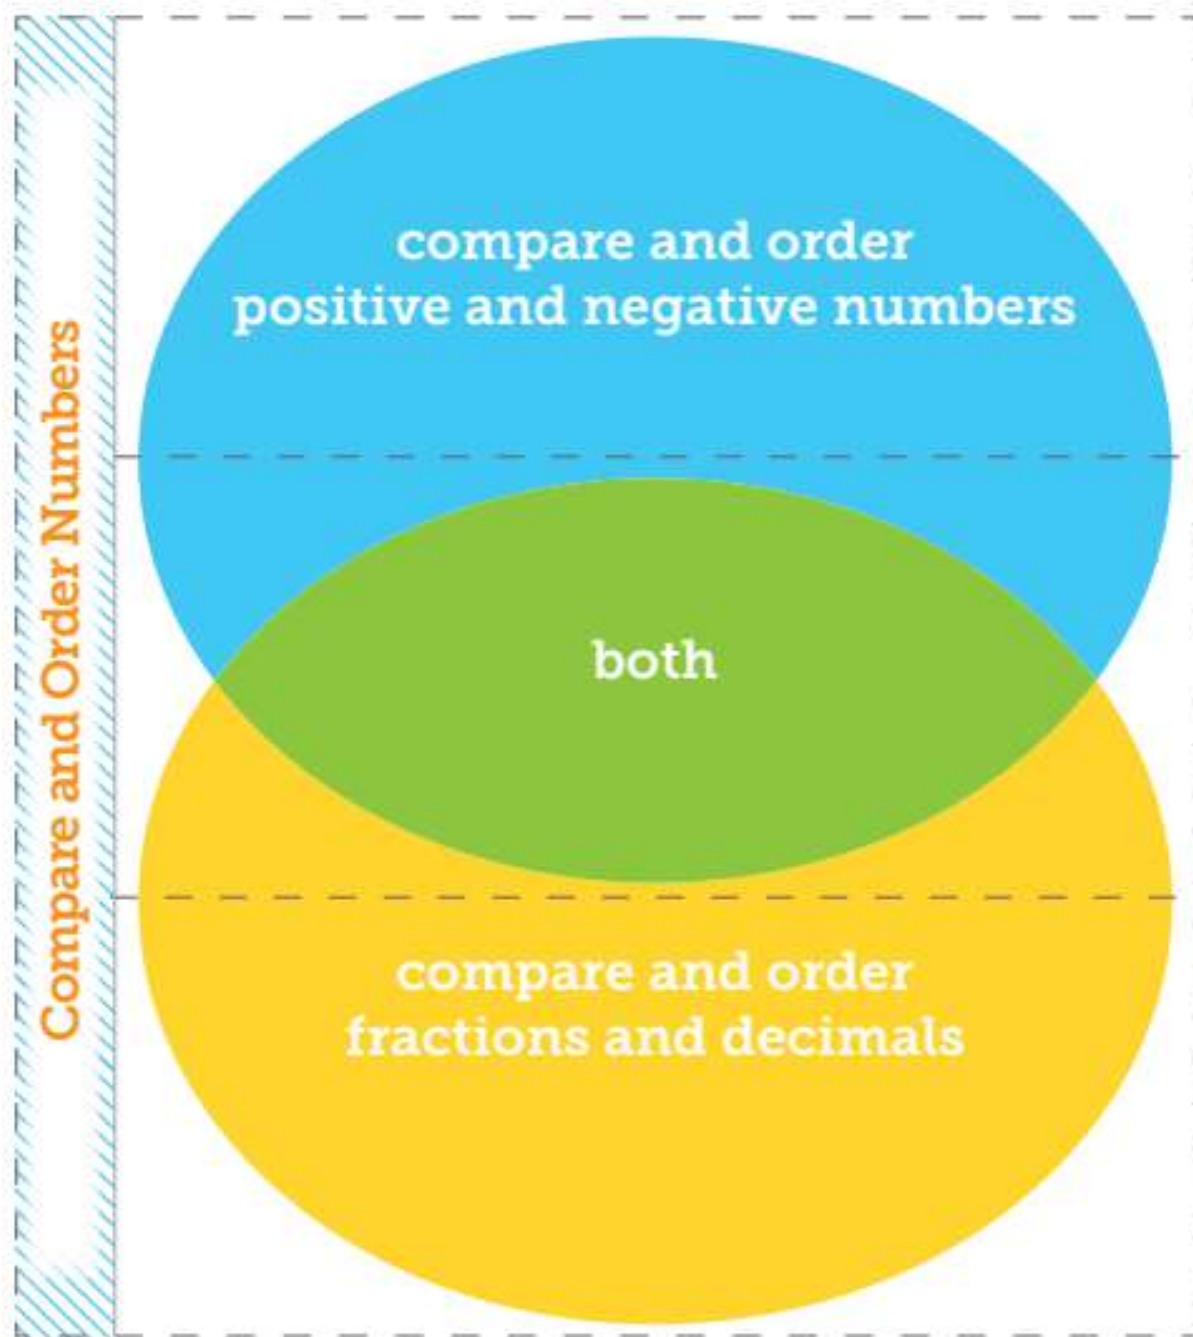 Compare and Order Numbers
compare and order
positive and negative numbers
both
compare and order
fractions and decimals